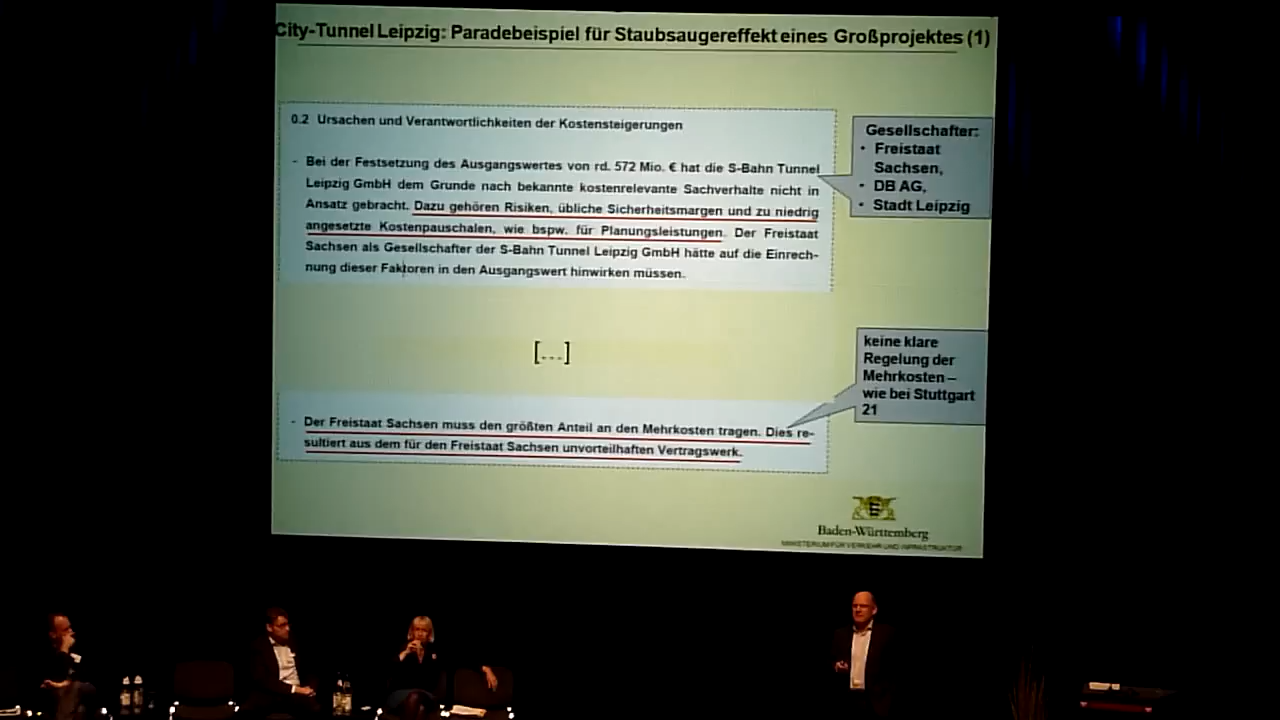 City-Tunnel Leipzig: Paradebeispiel für Staubsaugereffekt eines Großprojektes (1)
0.2 Ursachen und Verantwortlichkeiten der Kostensteigerungen
- Bei der Festsetzung des Ausgangswertes von rd. 572 Mio. € hat die S-Bahn Tunnel
Leipzig GmbH dem Grunde nach bekannte kostenrelevante Sachverhalte nicht in
Ansatz gebracht. Dazu gehören Risiken, übliche Sicherheitsmargen und zu niedrig
angesetzte Kostenpauschalen, wie bspw. für Planungsleistungen. Der Freistaat
Sachsen als Gesellschafter der S-Bahn Tunnel Leipzig GmbH hätte auf die Einrech-
nung dieser Faktoren in den Ausgangswert hinwirken müssen.
Gesellschafter:
• Freistaat
Sachsen,
• DB AG,
• Stadt Leipzig
[...]
keine klare
Regelung der
Mehrkosten –
wie bei Stuttgart
21
- Der Freistaat Sachsen muss den größten Anteil an den Mehrkosten tragen. Dies re-
sultiert aus dem für den Freistaat Sachsen unvorteilhaften Vertragswerk.
Baden-Württemberg
MINISTERIUM FÜR VERKEHR UND INFRASTRUKTUR